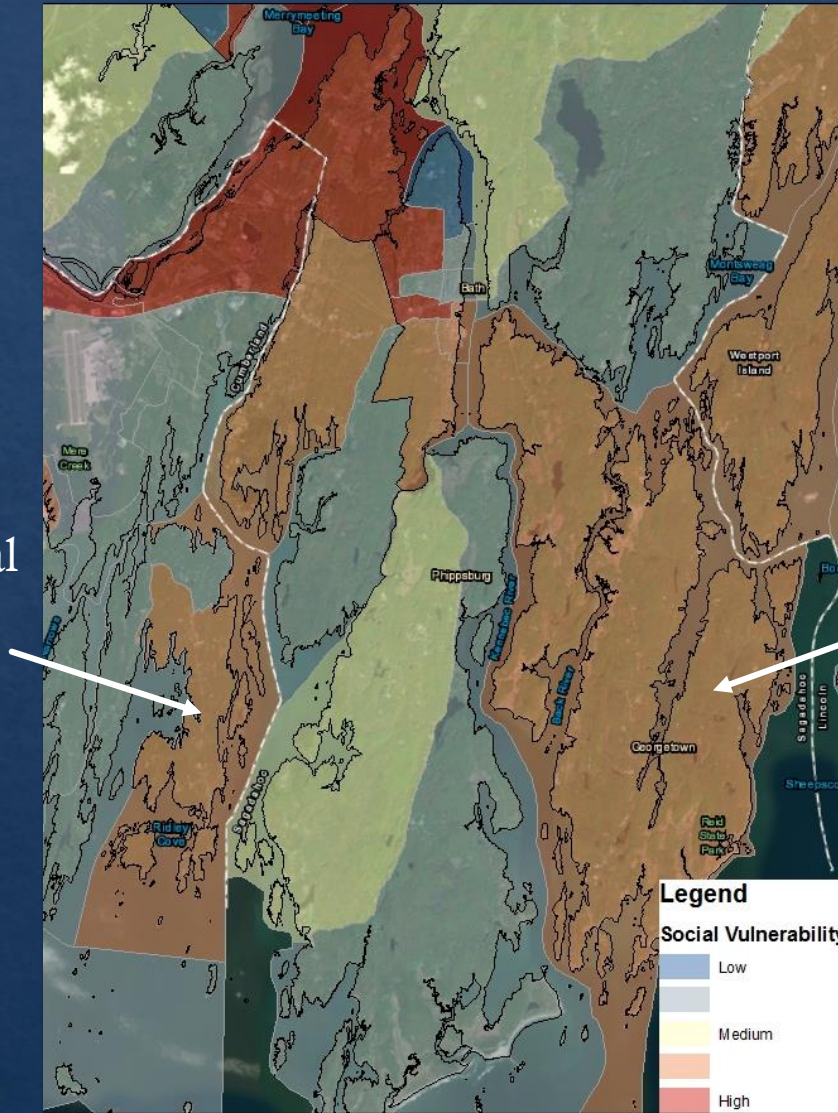 Merrymeeting
Bay
Bath
Montsweag
Bay
Cumberland
Westport
Island
Mere
Creek
al
Phippsburg
Kennebec River
Back River
Sagadahoc
Lincoln
Georgetown
Sagadahoc
Ridley
Cove
Reid
State
Park
Legend
Social Vulnerability
Low
Medium
High